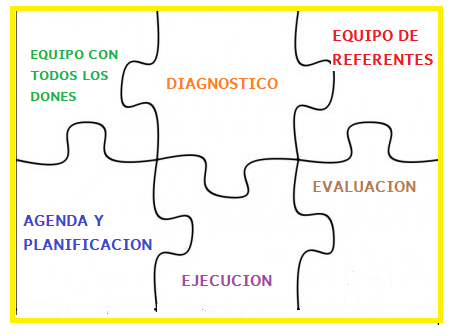 EQUIPO CON
TODOS LOS
DONES
DIAGNOSTICO
EQUIPO DE
REFERENTES
AGENDA Y
PLANIFICACION
EJECUCION
EVALUACION